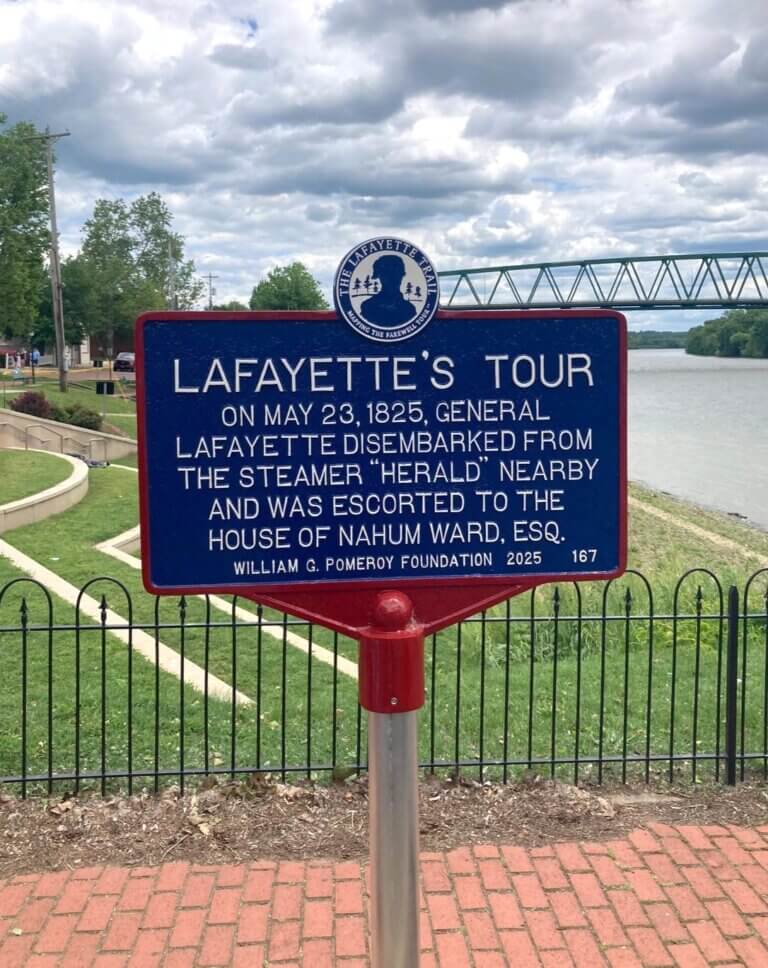 THE LAFAYETTE TRAIL
MAPPING THE FAREWELL TOUR
LAFAYETTE'S TOUR
ON MAY 23, 1825, GENERAL
LAFAYETTE DISEMBARKED FROM
THE STEAMER "HERALD" NEARBY
AND WAS ESCORTED TO THE
HOUSE OF NAHUM WARD, ESQ.
WILLIAM G. POMEROY FOUNDATION 2025 167